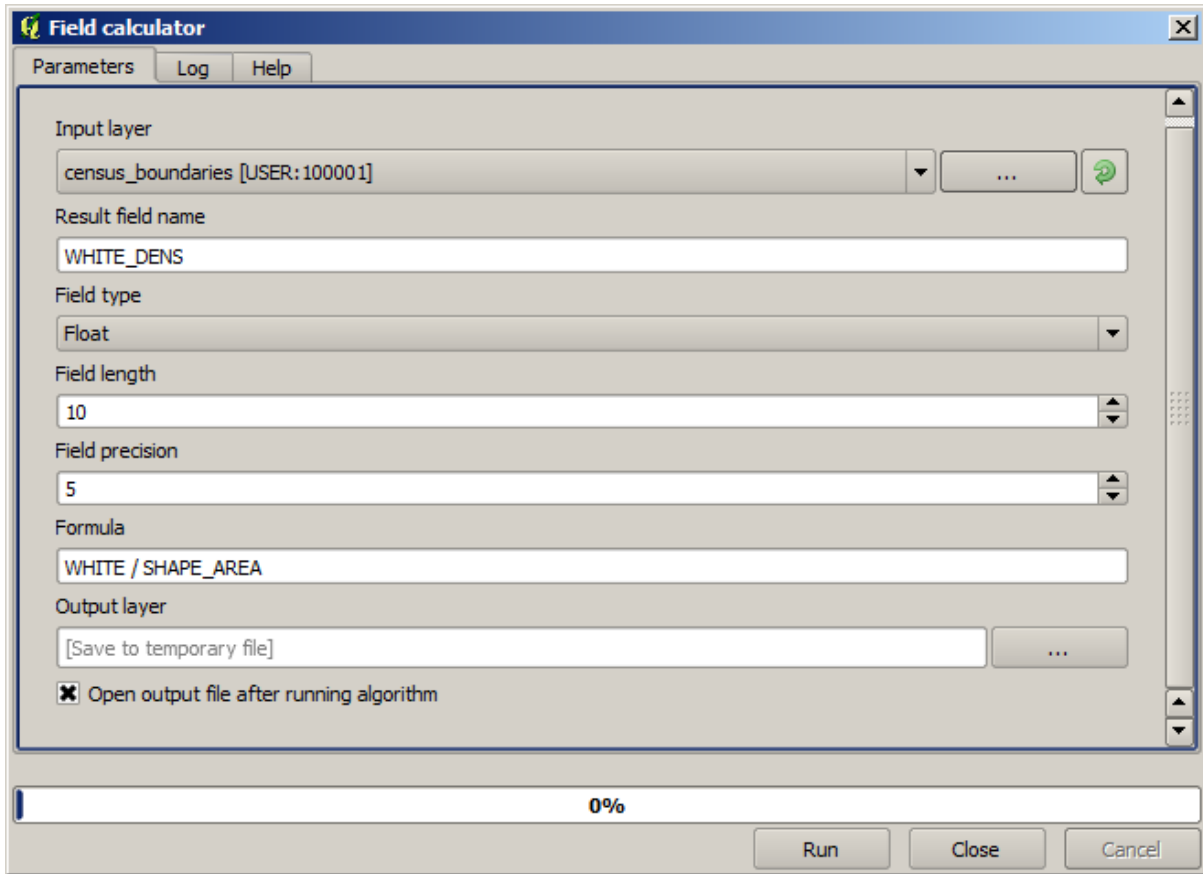 Field calculator
Parameters Log Help
Input layer
census_boundaries [USER:100001]
...
Result field name
WHITE_DENS
Field type
Float
Field length
10
Field precision
5
Formula
WHITE / SHAPE_AREA
Output layer
[Save to temporary file]
...
Open output file after running algorithm
0%
Run Close Cancel